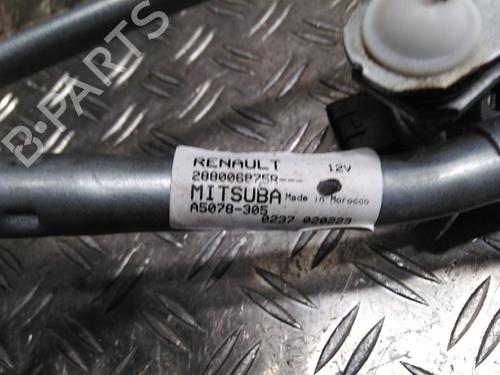 B-PARTS
RENAULT 12V
288006875R---
MITSUBA Made in Morocco
A5078-305
0237 020223